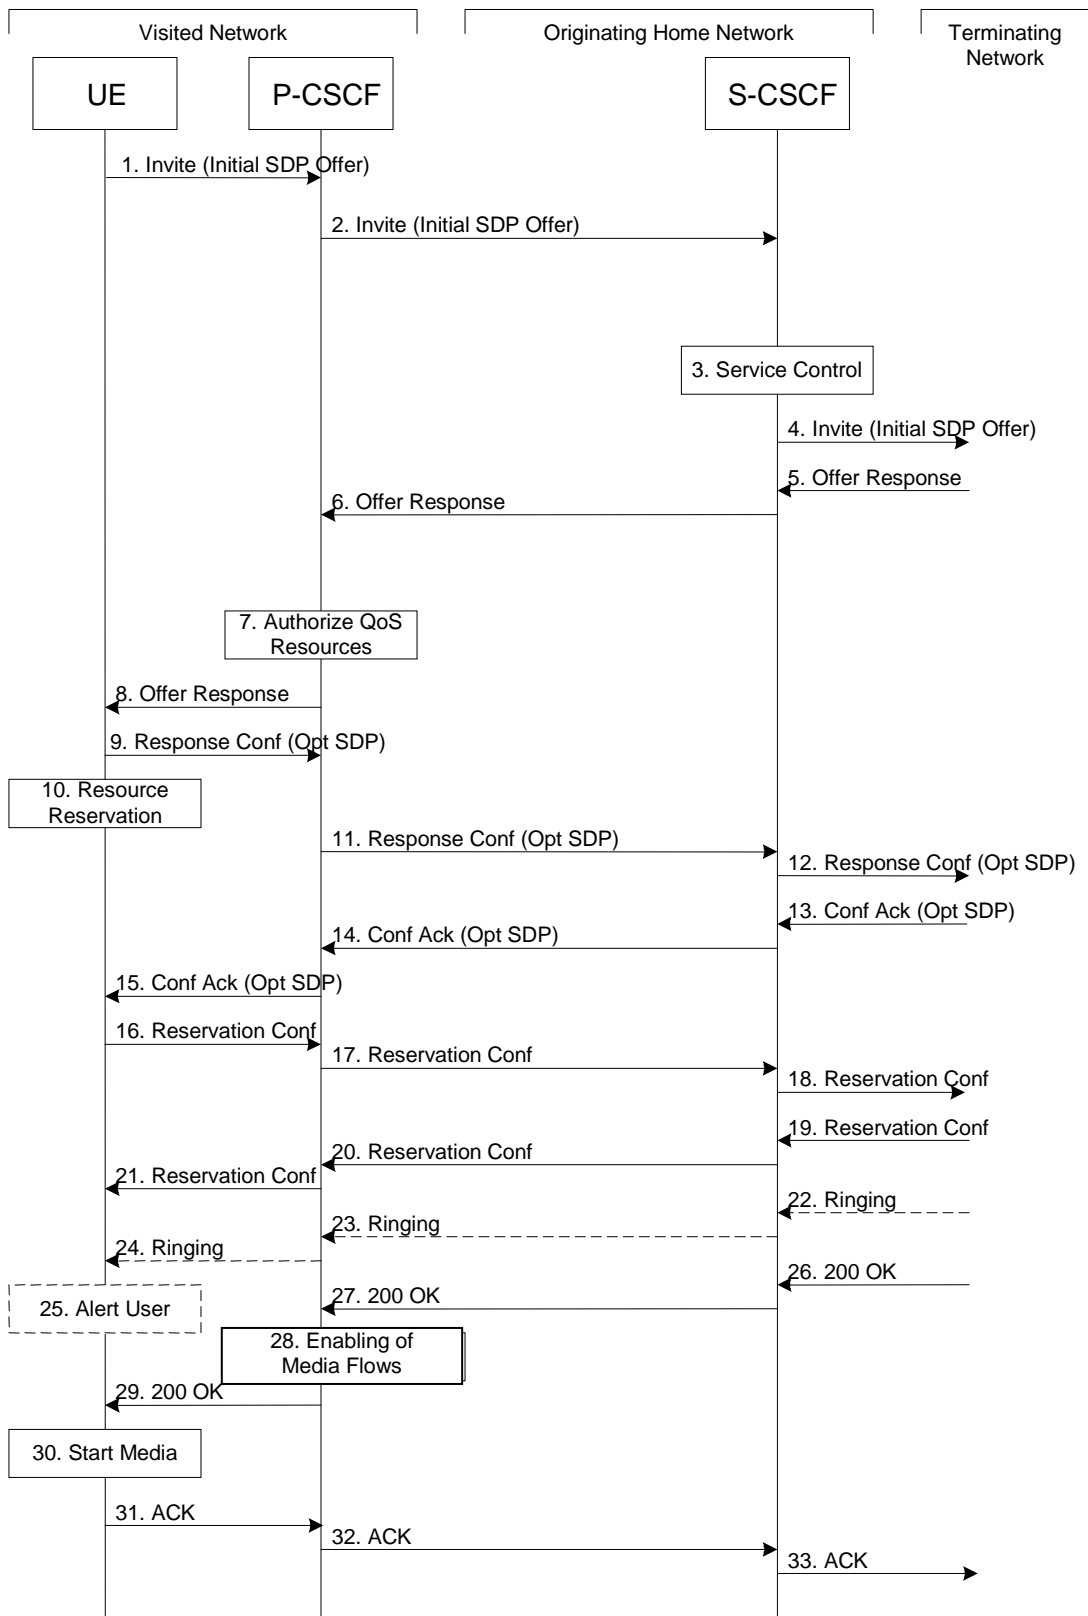 Visited Network
Originating Home Network
Terminating
Network
UE
P-CSCF
S-CSCF
1. Invite (Initial SDP Offer)
2. Invite (Initial SDP Offer)
3. Service Control
4. Invite (Initial SDP Offer)
5. Offer Response
6. Offer Response
7. Authorize QoS
Resources
8. Offer Response
9. Response Conf (Opt SDP)
10. Resource
Reservation
11. Response Conf (Opt SDP)
12. Response Conf (Opt SDP)
13. Conf Ack (Opt SDP)
14. Conf Ack (Opt SDP)
15. Conf Ack (Opt SDP)
16. Reservation Conf
17. Reservation Conf
18. Reservation Conf
19. Reservation Conf
20. Reservation Conf
21. Reservation Conf
22. Ringing
23. Ringing
24. Ringing
25. Alert User
26. 200 OK
27. 200 OK
28. Enabling of
Media Flows
29. 200 OK
30. Start Media
31. ACK
32. ACK
33. ACK